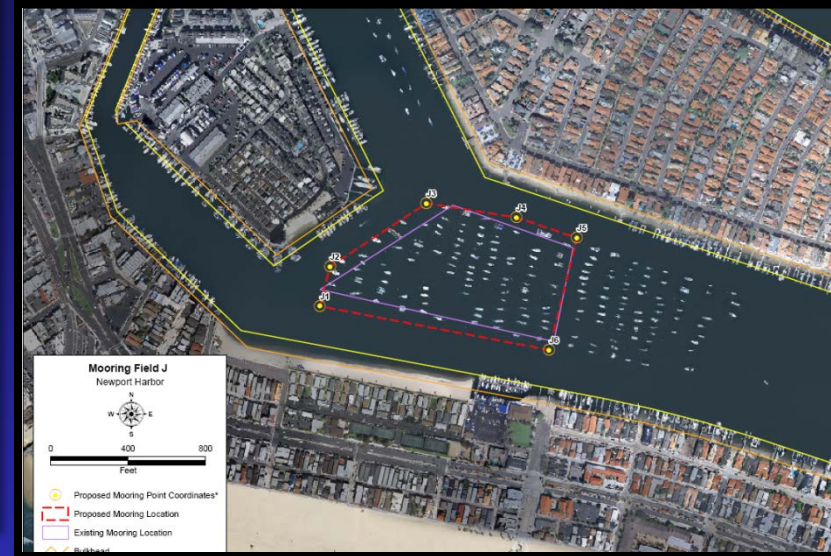 J3
J4
J5
J2
J1
J6
Mooring Field J
Newport Harbor
N
W E
S
0 400 800
Feet
Proposed Mooring Point Coordinates*
Proposed Mooring Location
Existing Mooring Location
Bulkhead